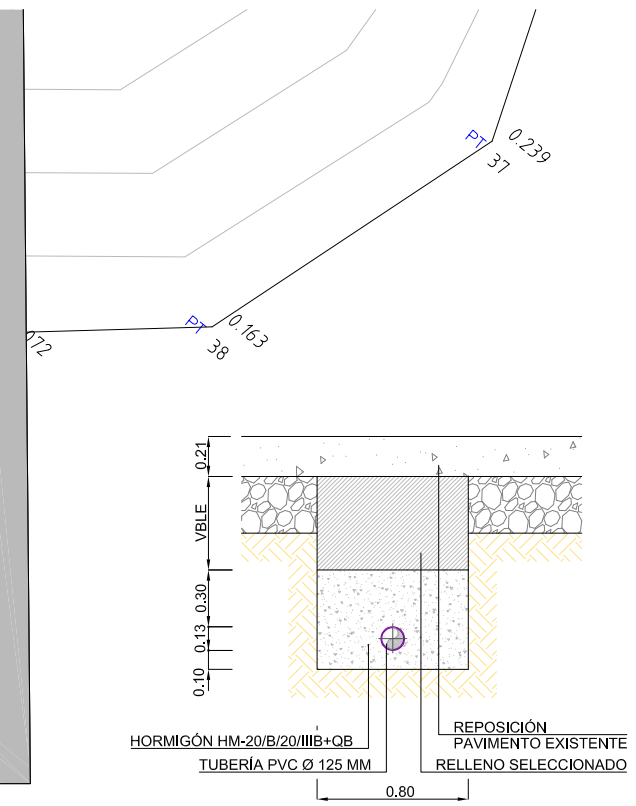 PT
37
0.239
PT
38
0.163
0.21
VBLE
0.30
0.13
0.10
HORMIGÓN HM-20/B/20/IIIB+QB
TUBERÍA PVC Ø 125 MM
REPOSICIÓN
PAVIMENTO EXISTENTE
RELLENO SELECCIONADO
0.80